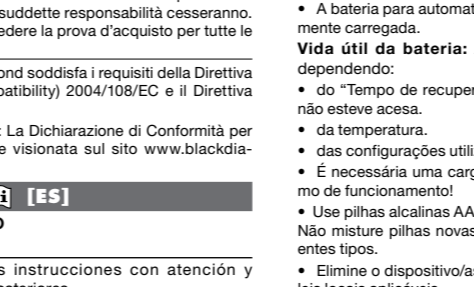 suddette responsabilità cesseranno.
edere la prova d'acquisto per tutte le
ond soddisfa i requisiti della Direttiva
patibility) 2004/108/EC e il Direttiva
: La Dichiarazione di Conformità per
e visionata sul sito www.blackdia-
[ES]
O
s instrucciones con atención y
• A bateria para automat
mente carregada.
Vida útil da bateria:
dependendo:
• do "Tempo de recuper
não esteve acesa.
• da temperatura.
• das configurações utili
• É necessária uma carg
mo de funcionamento!
• Use pilhas alcalinas AA
Não misture pilhas novas
entes tipos.
• Elimine o dispositivo/as